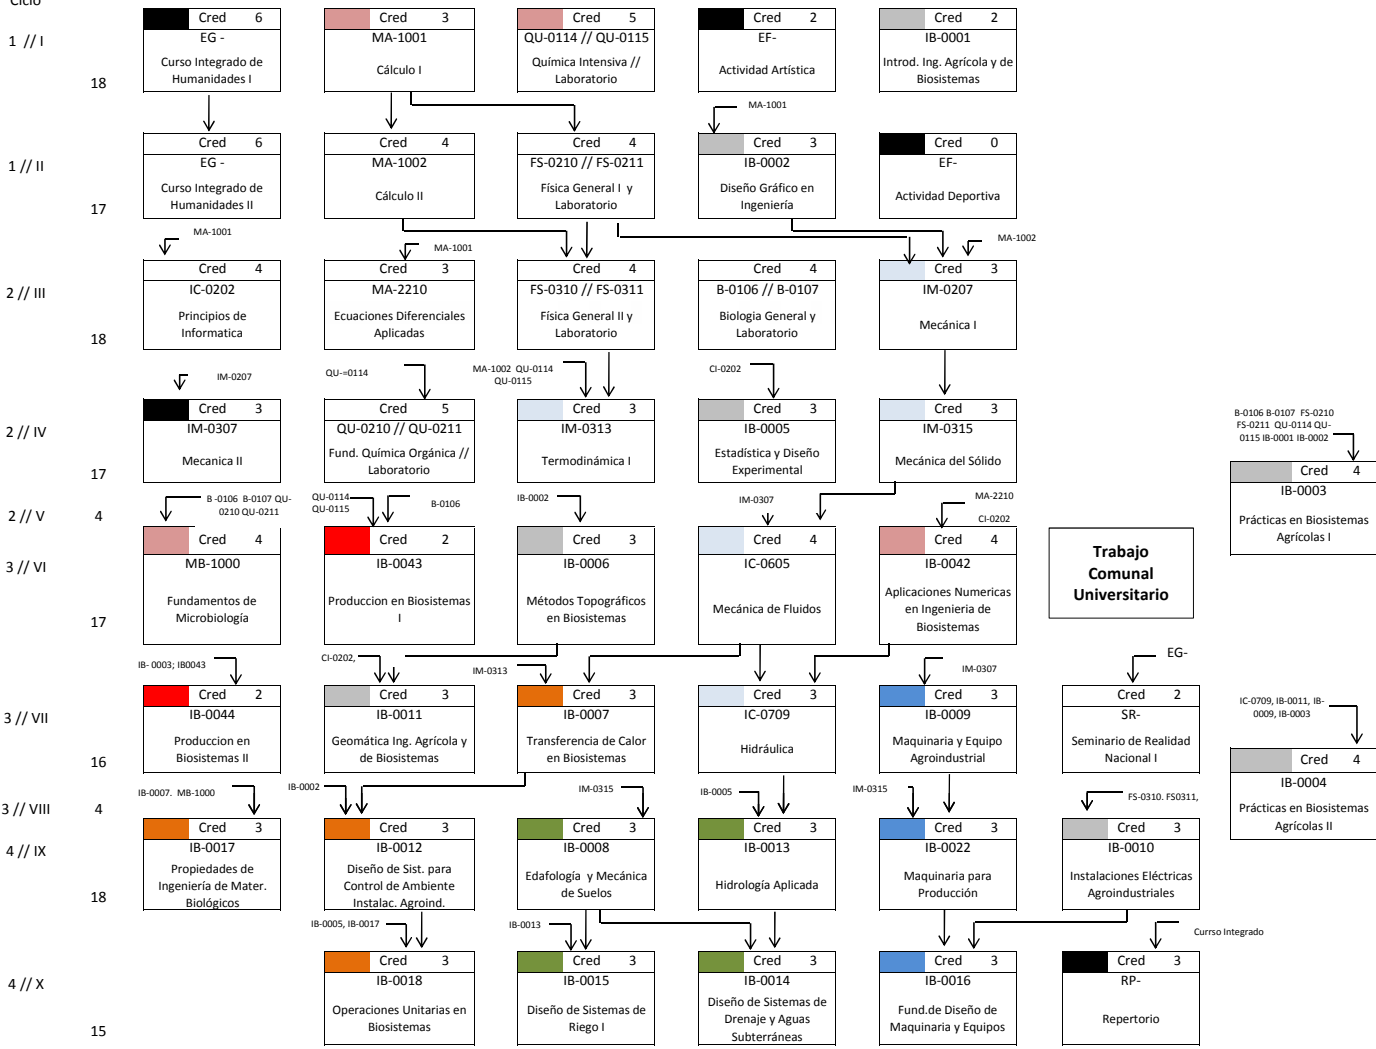 Ciclo
1 // I
18
Cred 6
EG -
Curso Integrado de
Humanidades I
Cred 3
MA-1001
Cálculo I
Cred 5
QU-0114 // QU-0115
Química Intensiva //
Laboratorio
Cred 2
EF-
Actividad Artística
Cred 2
IB-0001
Introd. Ing. Agrícola y de
Biosistemas
MA-1001
1 // II
17
Cred 6
EG -
Curso Integrado de
Humanidades II
Cred 4
MA-1002
Cálculo II
Cred 4
FS-0210 // FS-0211
Física General I y
Laboratorio
Cred 3
IB-0002
Diseño Gráfico en
Ingeniería
Cred 0
EF-
Actividad Deportiva
MA-1001
MA-1001
MA-1002
2 // III
18
Cred 4
IC-0202
Principios de
Informatica
Cred 3
MA-2210
Ecuaciones Diferenciales
Aplicadas
Cred 4
FS-0310 // FS-0311
Física General II y
Laboratorio
Cred 4
B-0106 // B-0107
Biologia General y
Laboratorio
Cred 3
IM-0207
Mecánica I
IM-0207
QU-=0114
MA-1002 QU-0114
QU-0115
CI-0202
2 // IV
17
Cred 3
IM-0307
Mecanica II
Cred 5
QU-0210 // QU-0211
Fund. Química Orgánica //
Laboratorio
Cred 3
IM-0313
Termodinámica I
Cred 3
IB-0005
Estadística y Diseño
Experimental
Cred 3
IM-0315
Mecánica del Sólido
B-0106 B-0107 FS-0210
FS-0211 QU-0114 QU-
0115 IB-0001 IB-0002
Cred 4
IB-0003
Prácticas en Biosistemas
Agrícolas I
2 // V
4
B -0106 B-0107 QU-
0210 QU-0211
QU-0114
QU-0115
B-0106
IB-0002
IM-0307
MA-2210
CI-0202
3 // VI
17
Cred 4
MB-1000
Fundamentos de
Microbiología
Cred 2
IB-0043
Produccion en Biosistemas
I
Cred 3
IB-0006
Métodos Topográficos
en Biosistemas
Cred 4
IC-0605
Mecánica de Fluidos
Cred 4
IB-0042
Aplicaciones Numericas
en Ingenieria de
Biosistemas
Trabajo
Comunal
Universitario
IB- 0003; IB0043
CI-0202,
IM-0313
IM-0307
EG-
3 // VII
16
Cred 2
IB-0044
Produccion en
Biosistemas II
Cred 3
IB-0011
Geomática Ing. Agrícola y
de Biosistemas
Cred 3
IB-0007
Transferencia de Calor
en Biosistemas
Cred 3
IC-0709
Hidráulica
Cred 3
IB-0009
Maquinaria y Equipo
Agroindustrial
Cred 2
SR-
Seminario de Realidad
Nacional I
IC-0709, IB-0011, IB-
0009, IB-0003
Cred 4
IB-0004
Prácticas en Biosistemas
Agrícolas II
3 // VIII
4
IB-0007. MB-1000
IB-0002
IM-0315
IB-0005
IM-0315
FS-0310. FS0311,
4 // IX
18
Cred 3
IB-0017
Propiedades de
Ingeniería de Mater.
Biológicos
Cred 3
IB-0012
Diseño de Sist. para
Control de Ambiente
Instalac. Agroind.
Cred 3
IB-0008
Edafología y Mecánica
de Suelos
Cred 3
IB-0013
Hidrología Aplicada
Cred 3
IB-0022
Maquinaria para
Producción
Cred 3
IB-0010
Instalaciones Eléctricas
Agroindustriales
IB-0005, IB-0017
IB-0013
Currso Integrado
4 // X
15
Cred 3
IB-0018
Operaciones Unitarias en
Biosistemas
Cred 3
IB-0015
Diseño de Sistemas de
Riego I
Cred 3
IB-0014
Diseño de Sistemas de
Drenaje y Aguas
Subterráneas
Cred 3
IB-0016
Fund.de Diseño de
Maquinaria y Equipos
Cred 3
RP-
Repertorio